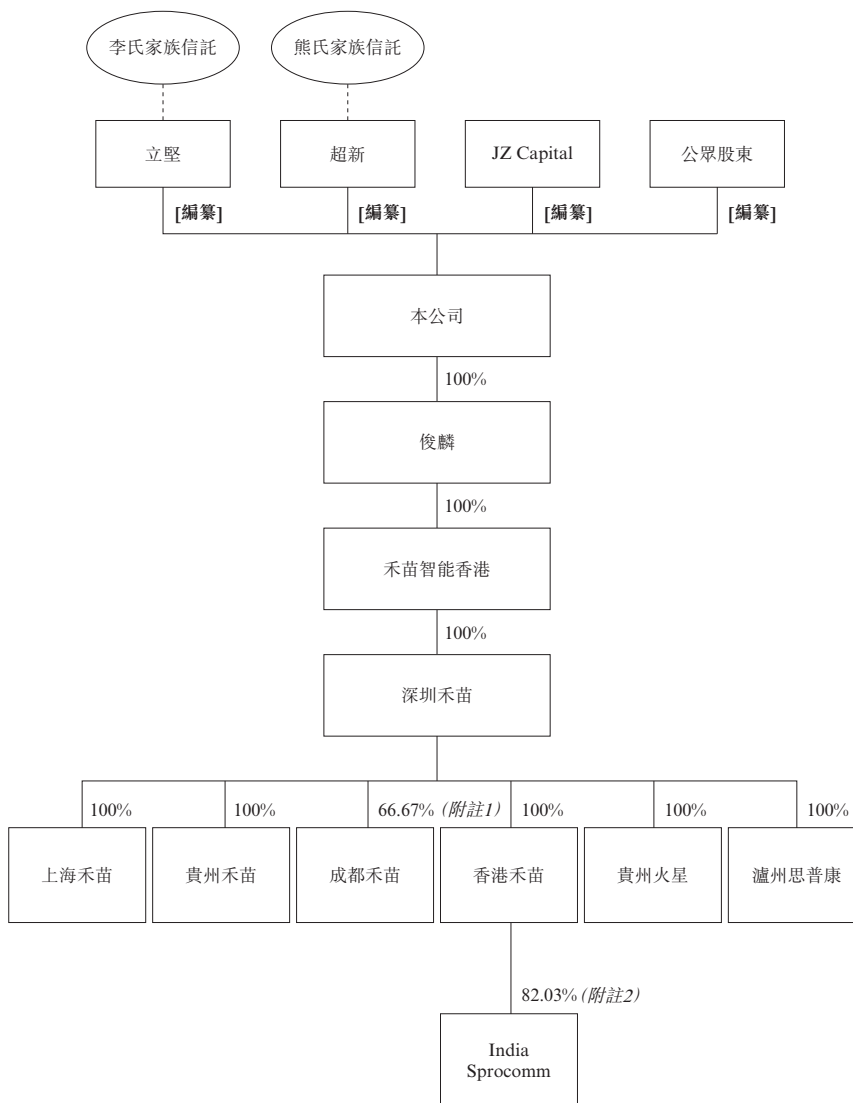 李氏家族信託
熊氏家族信託
立堅
超新
JZ Capital
公眾股東
[編纂]
[編纂]
[編纂]
[編纂]
本公司
100%
俊麟
100%
禾苗智能香港
100%
深圳禾苗
100%
100%
66.67% (附註1)
100%
100%
100%
上海禾苗
貴州禾苗
成都禾苗
香港禾苗
貴州火星
瀘州思普康
82.03% (附註2)
India
Sprocomm